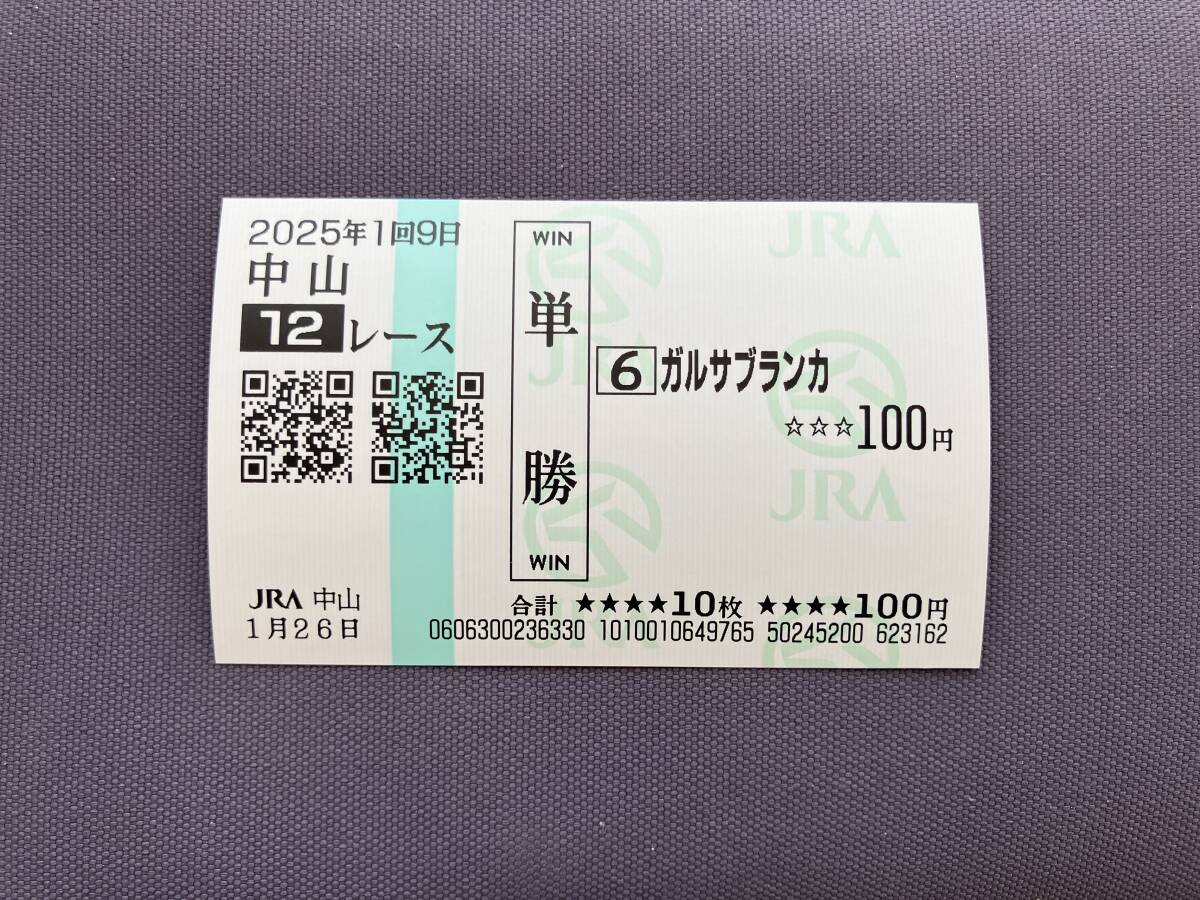 2025年1回9日
中山
12レース
WIN
単勝
WIN
6 ガルサブランカ
☆☆☆100円
JRA
JRA
JRA
JRA
JRA 中山
1月26日
合計 ★★★★10枚 ★★★★100円
0606300236330 1010010649765 50245200 623162